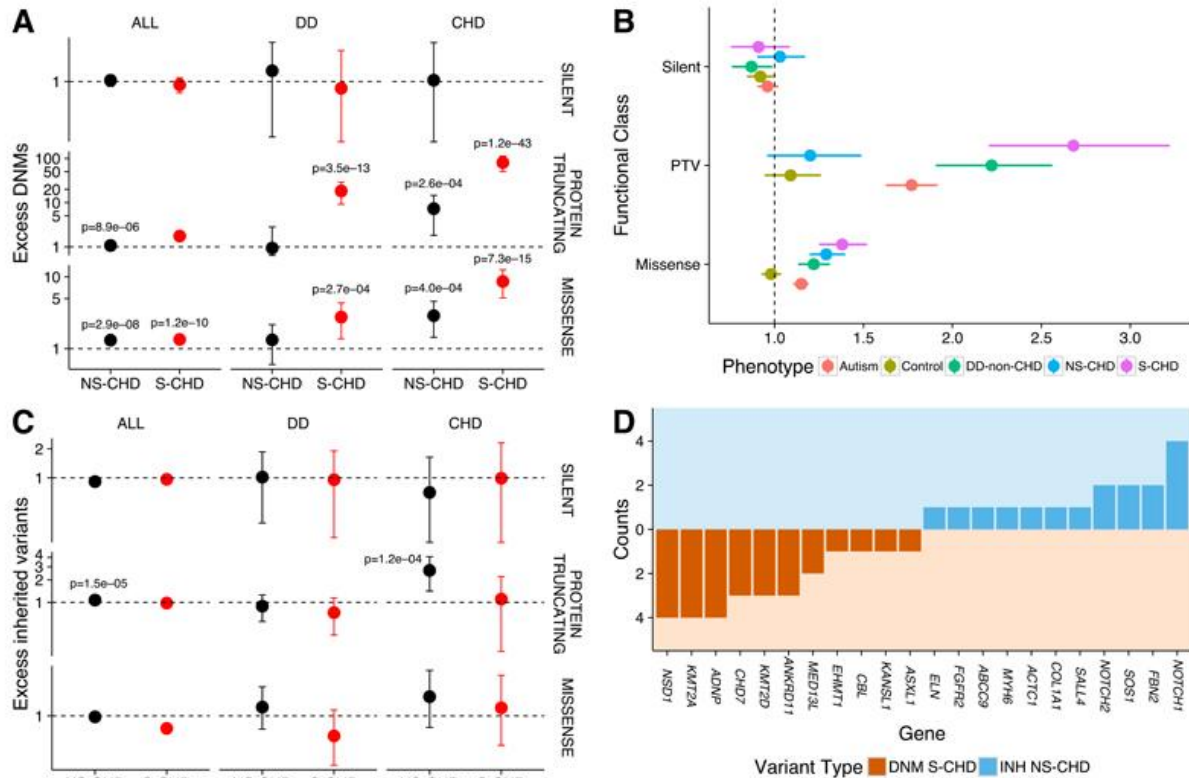 A
ALL DD CHD
Excess DNMs
1
SILENT
100
50
20
10
5
1
p=8.9e−06
p=3.5e−13
p=2.6e−04
p=1.2e−43
PROTEIN
TRUNCATING
10
5
1
p=2.9e−08
p=1.2e−10
p=2.7e−04
p=4.0e−04
p=7.3e−15
MISSENSE
NS−CHD S−CHD NS−CHD S−CHD NS−CHD S−CHD
B
Functional Class
Silent
PTV
Missense
1.0 1.5 2.0 2.5 3.0
Phenotype Autism Control DD−non−CHD NS−CHD S−CHD
C
ALL DD CHD
Excess inherited variants
2
1
SILENT
4
3
2
1
p=1.5e−05
p=1.2e−04
PROTEIN
TRUNCATING
1
MISSENSE
D
Counts
4
2
0
2
4
NSD1
KMT2A
ADNP
CHD7
KMT2D
ANKRD11
MED13L
EHMT1
CBL
KANSL1
ASXL1
ELN
FGFR2
ABCC9
MYH6
ACTC1
COL1A1
SALL4
NOTCH2
SOS1
FBN2
NOTCH1
Gene
Variant Type DNM S−CHD INH NS−CHD